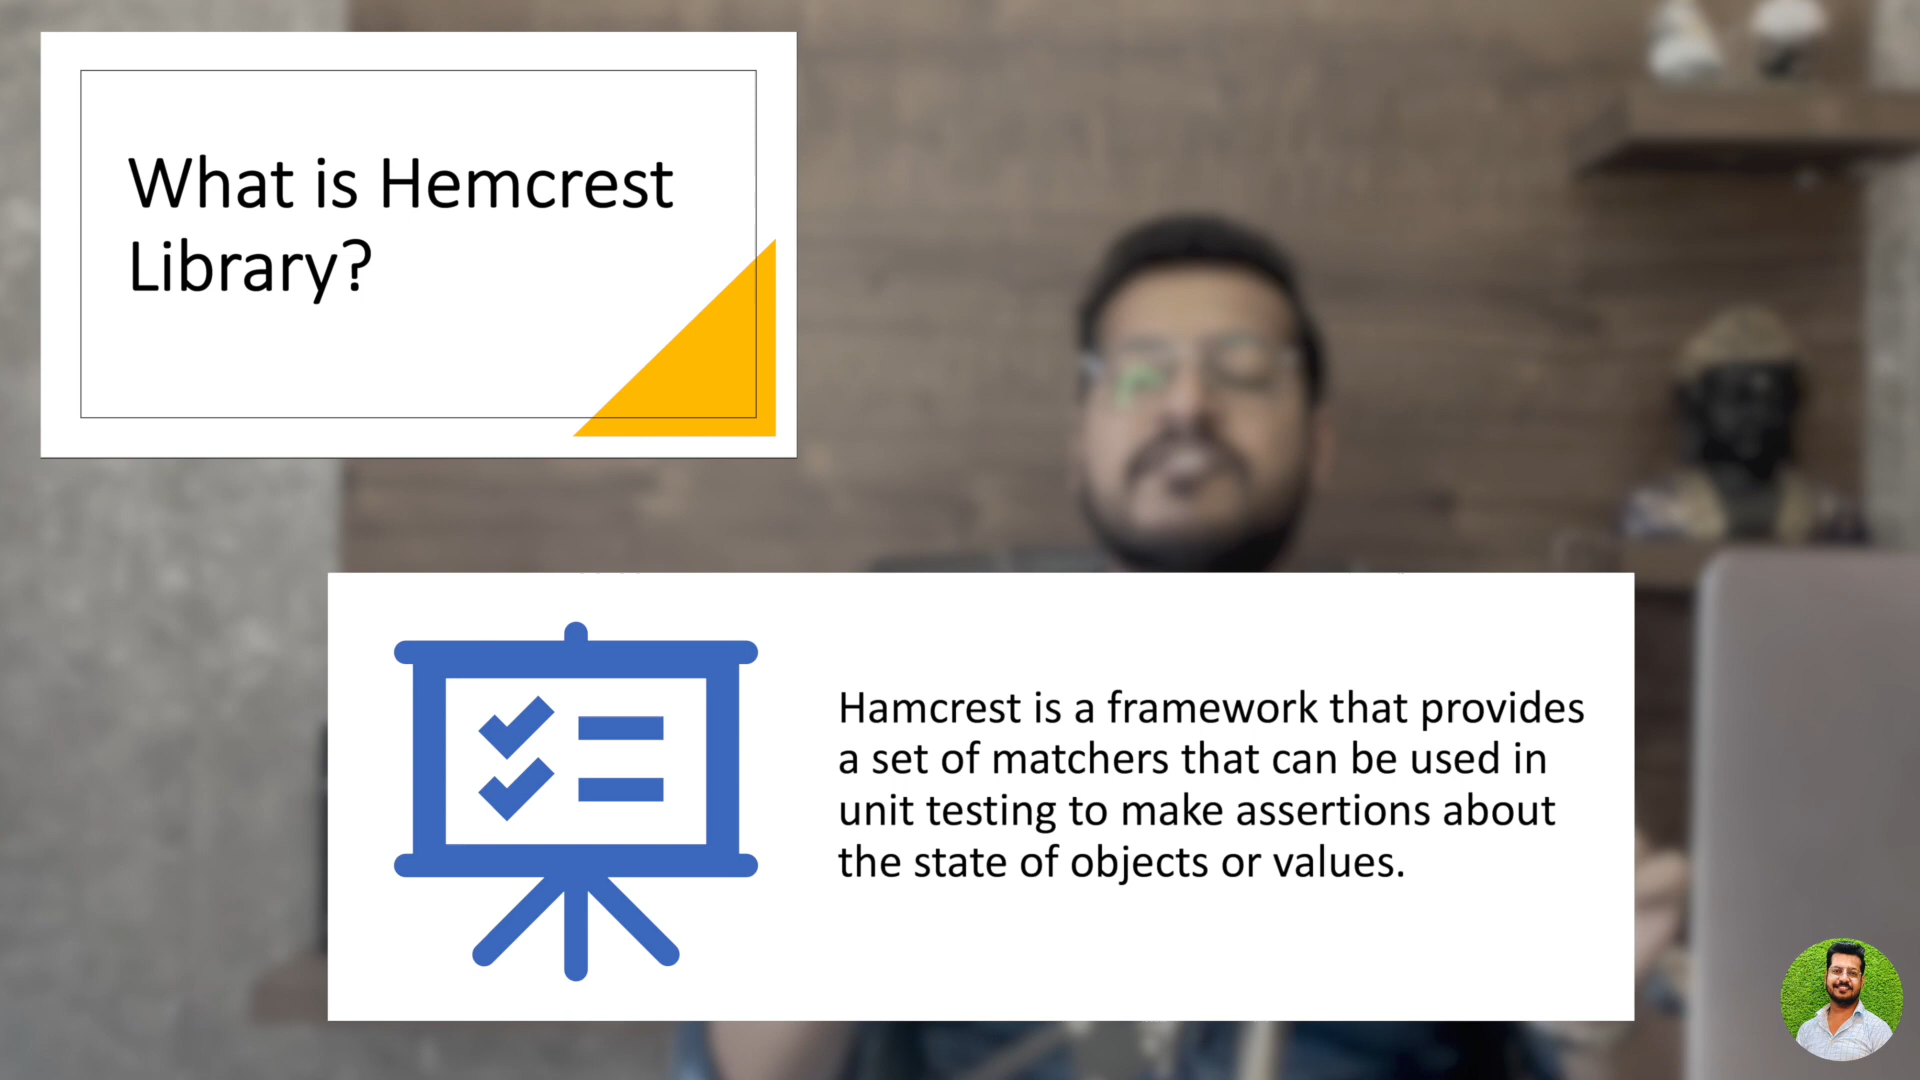 What is Hemcrest
Library?
Hamcrest is a framework that provides
a set of matchers that can be used in
unit testing to make assertions about
the state of objects or values.